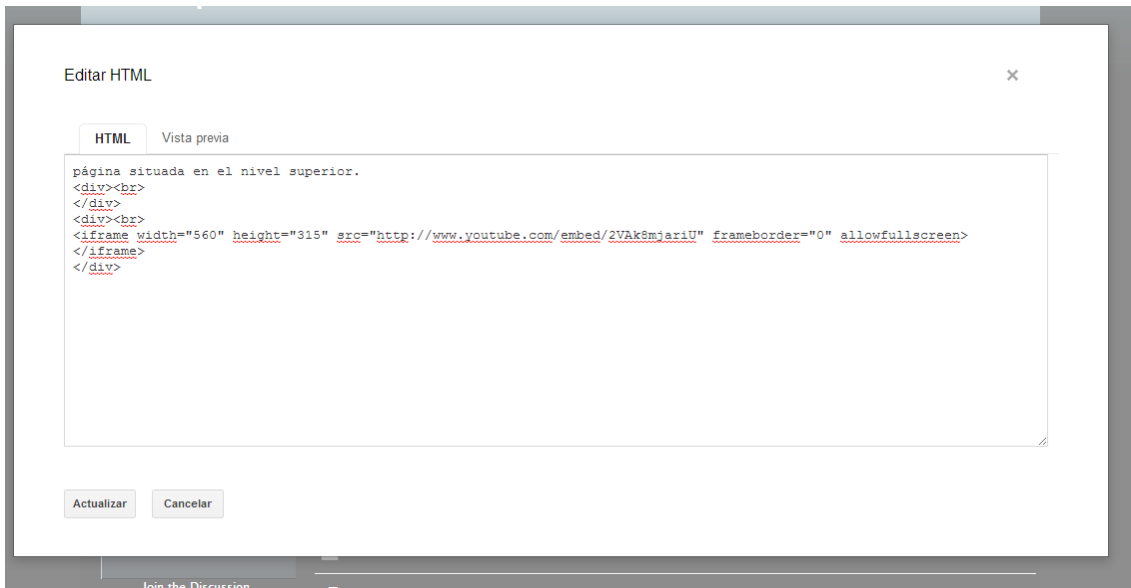 Editar HTML
×
HTML Vista previa
página situada en el nivel superior.
<div><br>
</div>
<div><br>
<iframe width="560" height="315" src="http://www.youtube.com/embed/2VAk8mjariU" frameborder="0" allowfullscreen>
</iframe>
</div>
Actualizar Cancelar
Join the Discussion